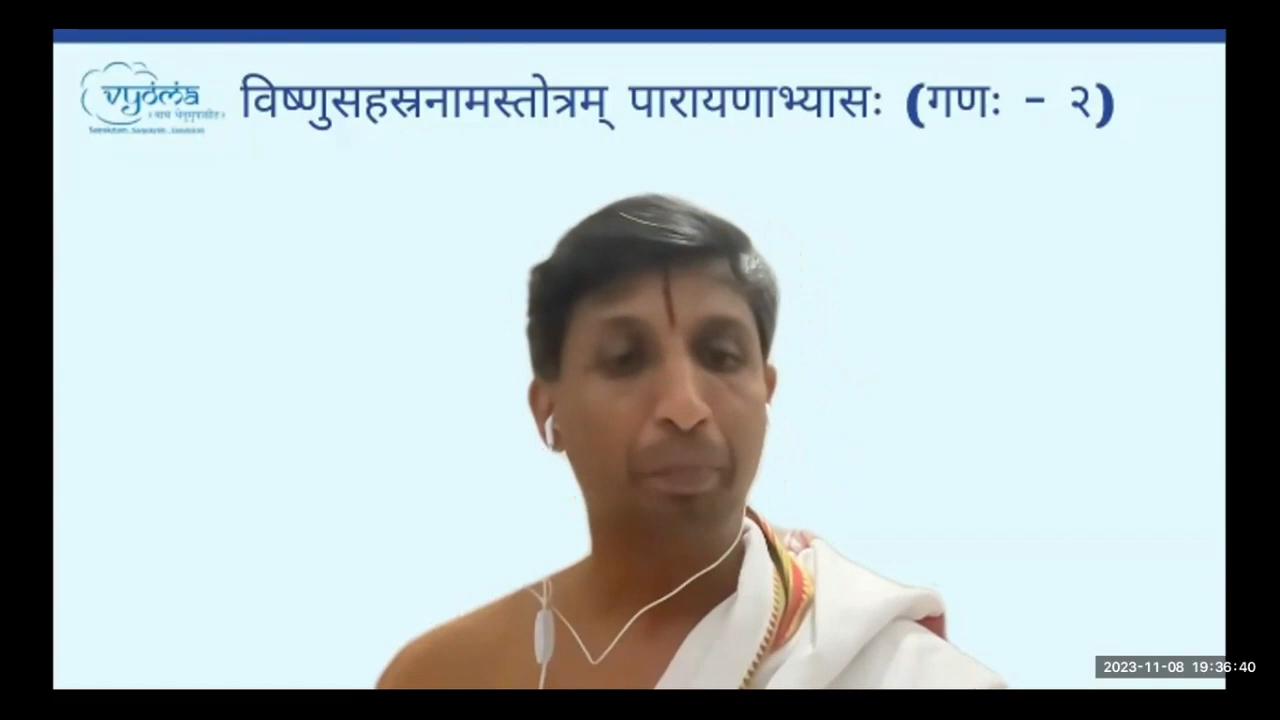 विष्णुसहस्रनामस्तोत्रम् पारायणाभ्यासः (गणः - २)
vyoma
2023-11-08 19:36:40